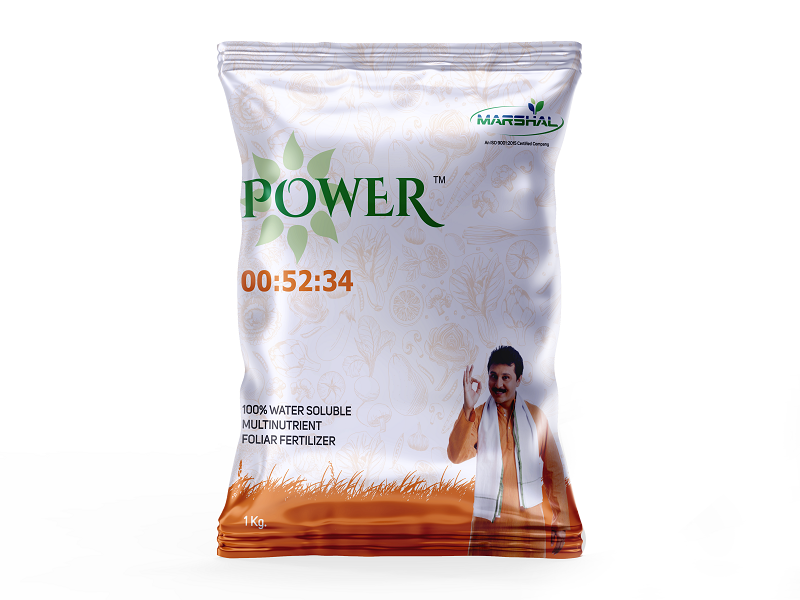 MARSHAL
An ISO 9001:2015 Certified Company
POWER™
00:52:34
100% WATER SOLUBLE
MULTINUTRIENT
FOLIAR FERTILIZER
1 Kg.